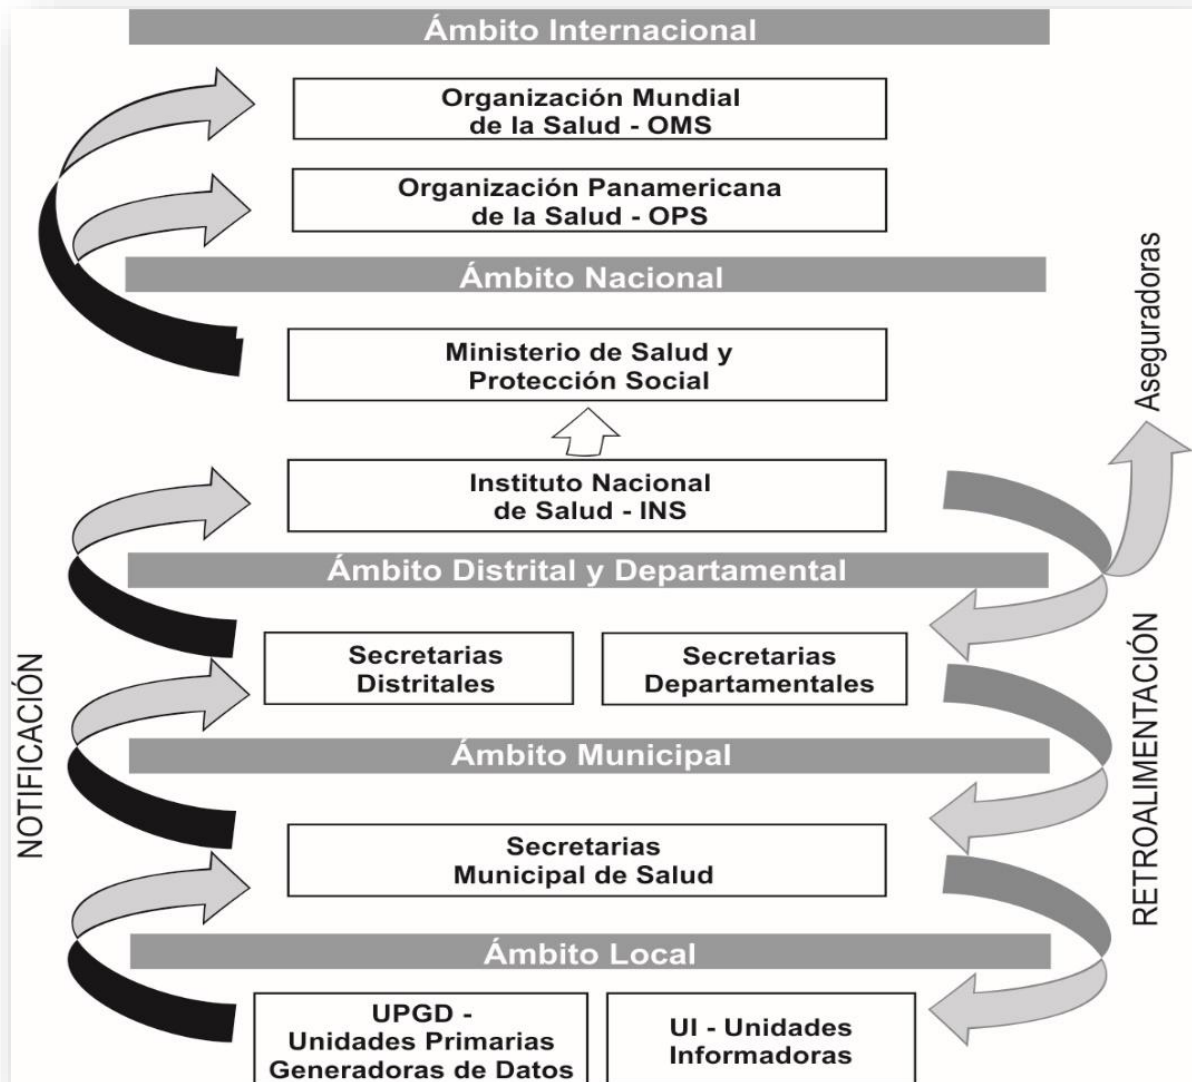 Ámbito Internacional
Organización Mundial
de la Salud - OMS
Organización Panamericana
de la Salud - OPS
Ámbito Nacional
Ministerio de Salud y
Protección Social
Aseguradoras
Instituto Nacional
de Salud - INS
Ámbito Distrital y Departamental
Secretarias
Distritales
Secretarias
Departamentales
NOTIFICACIÓN
RETROALIMENTACIÓN
Ámbito Municipal
Secretarias
Municipal de Salud
Ámbito Local
UPGD -
Unidades Primarias
Generadoras de Datos
UI - Unidades
Informadoras